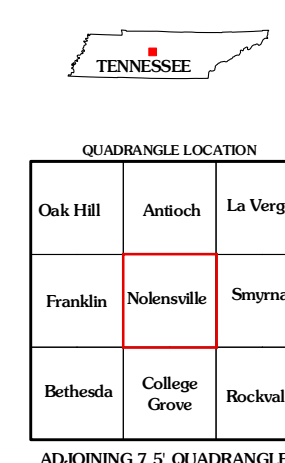 TENNESSEE
QUADRANGLE LOCATION
Oak Hill Antioch La Verg
Franklin Nolensville Smyrna
Bethesda College Grove Rockval
ADJOINING 7.5' QUADRANGLE